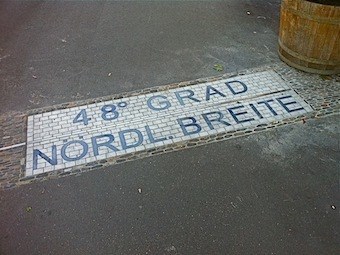 48° GRAD
NÖRDL. BREITE